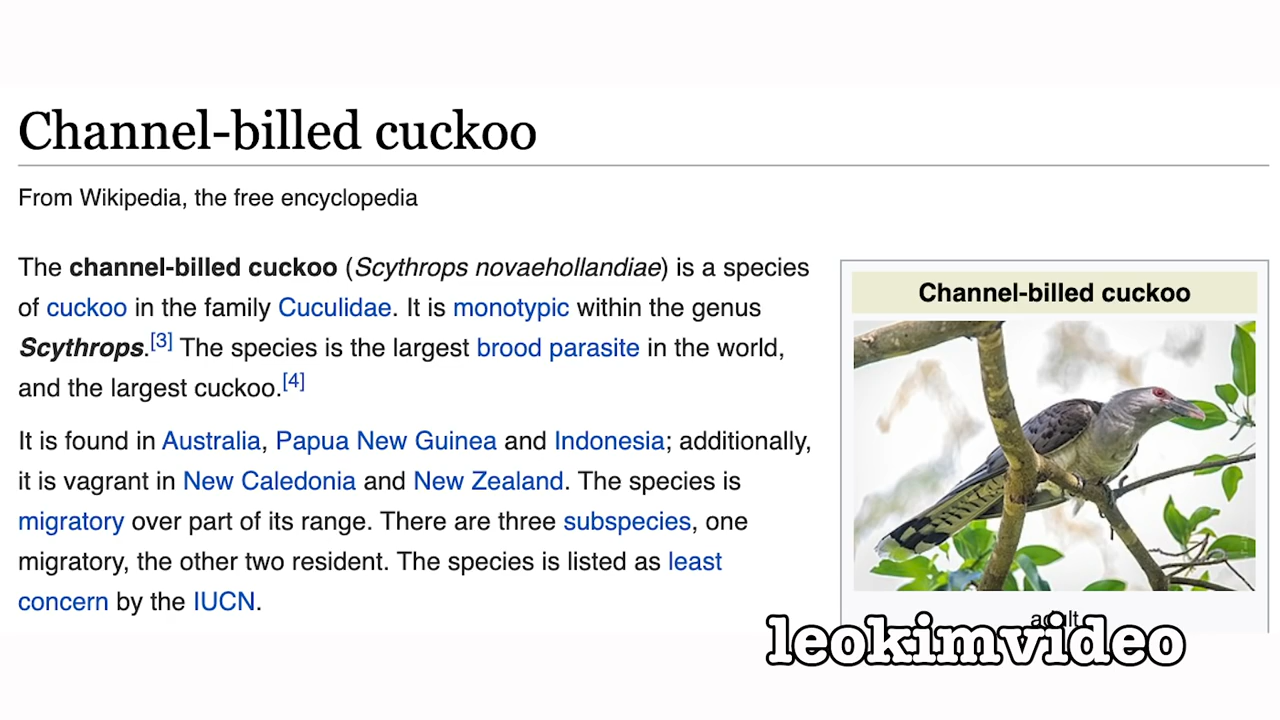 Channel-billed cuckoo
From Wikipedia, the free encyclopedia
The channel-billed cuckoo (Scythrops novaehollandiae) is a species
of cuckoo in the family Cuculidae. It is monotypic within the genus
Scythrops.[3] The species is the largest brood parasite in the world,
and the largest cuckoo.[4]
It is found in Australia, Papua New Guinea and Indonesia; additionally,
it is vagrant in New Caledonia and New Zealand. The species is
migratory over part of its range. There are three subspecies, one
migratory, the other two resident. The species is listed as least
concern by the IUCN.
Channel-billed cuckoo
adult
leokimvideo